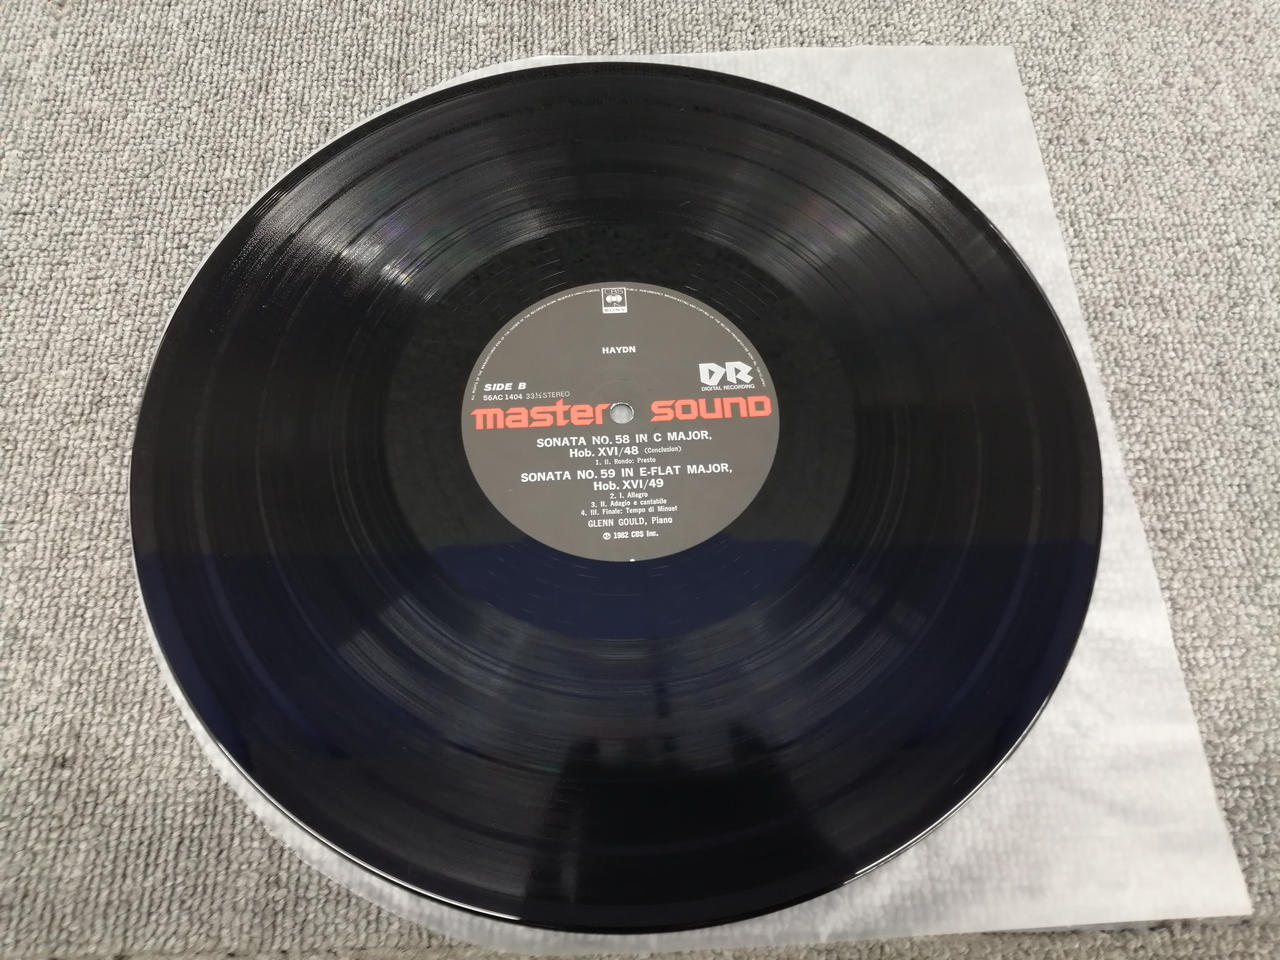 CBS
SONY
HAYDN
DR
DIGITAL RECORDING
SIDE B
56AC 1404 33⅓ STEREO
master sound
SONATA NO. 58 IN C MAJOR,
Hob. XVI/48 (Conclusion)
1. II. Rondo: Presto
SONATA NO. 59 IN E-FLAT MAJOR,
Hob. XVI/49
2. I. Allegro
3. II. Adagio e cantabile
4. III. Finale: Tempo di Minuet
GLENN GOULD, Piano
℗ 1982 CBS Inc.